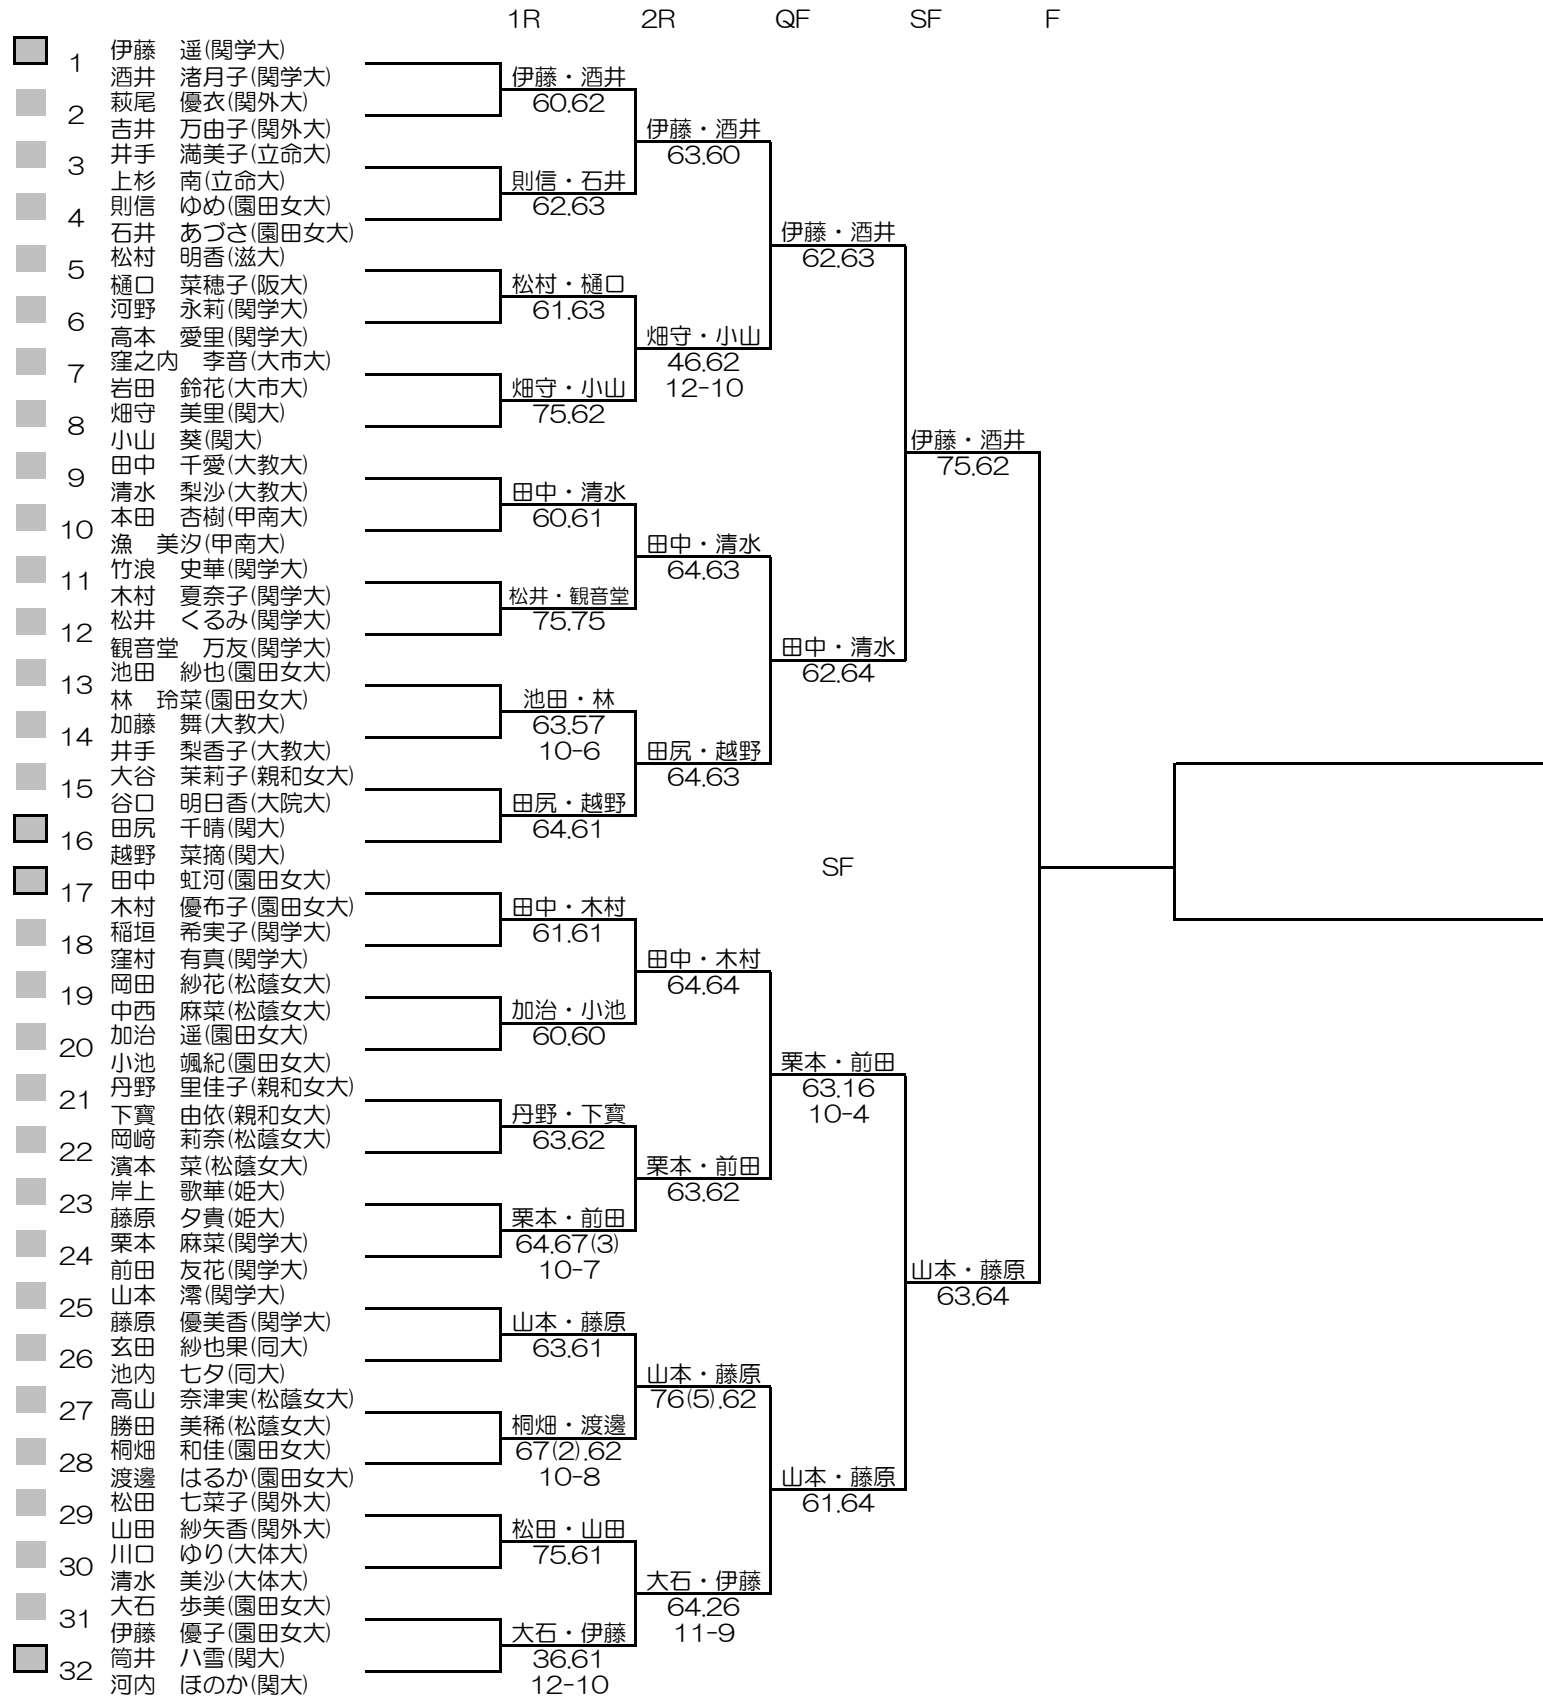 1R 2R QF SF F
1 伊藤　遥(関学大)
酒井　渚月子(関学大)
2 萩尾　優衣(関外大)
吉井　万由子(関外大)
3 井手　満美子(立命大)
上杉　南(立命大)
4 則信　ゆめ(園田女大)
石井　あづさ(園田女大)
5 松村　明香(滋大)
樋口　菜穂子(阪大)
6 河野　永莉(関学大)
高本　愛里(関学大)
7 窪之内　李音(大市大)
岩田　鈴花(大市大)
8 畑守　美里(関大)
小山　葵(関大)
9 田中　千愛(大教大)
清水　梨沙(大教大)
10 本田　杏樹(甲南大)
漁　美汐(甲南大)
11 竹浪　史華(関学大)
木村　夏奈子(関学大)
12 松井　くるみ(関学大)
観音堂　万友(関学大)
13 池田　紗也(園田女大)
林　玲菜(園田女大)
14 加藤　舞(大教大)
井手　梨香子(大教大)
15 大谷　茉莉子(親和女大)
谷口　明日香(大院大)
16 田尻　千晴(関大)
越野　菜摘(関大)
17 田中　虹河(園田女大)
木村　優布子(園田女大)
18 稲垣　希実子(関学大)
窪村　有真(関学大)
19 岡田　紗花(松蔭女大)
中西　麻菜(松蔭女大)
20 加治　遥(園田女大)
小池　颯紀(園田女大)
21 丹野　里佳子(親和女大)
下寳　由依(親和女大)
22 岡﨑　莉奈(松蔭女大)
濱本　菜(松蔭女大)
23 岸上　歌華(姫大)
藤原　夕貴(姫大)
24 栗本　麻菜(関学大)
前田　友花(関学大)
25 山本　澪(関学大)
藤原　優美香(関学大)
26 玄田　紗也果(同大)
池内　七夕(同大)
27 高山　奈津実(松蔭女大)
勝田　美稀(松蔭女大)
28 桐畑　和佳(園田女大)
渡邊　はるか(園田女大)
29 松田　七菜子(関外大)
山田　紗矢香(関外大)
30 川口　ゆり(大体大)
清水　美沙(大体大)
31 大石　歩美(園田女大)
伊藤　優子(園田女大)
32 筒井　八雪(関大)
河内　ほのか(関大)
伊藤・酒井
60.62
則信・石井
62.63
松村・樋口
61.63
畑守・小山
75.62
田中・清水
60.61
松井・観音堂
75.75
池田・林
63.57
10-6
田尻・越野
64.61
田中・木村
61.61
加治・小池
60.60
丹野・下寳
63.62
栗本・前田
64.67(3)
10-7
山本・藤原
63.61
桐畑・渡邊
67(2).62
10-8
松田・山田
75.61
大石・伊藤
36.61
12-10
伊藤・酒井
63.60
畑守・小山
46.62
12-10
田中・清水
64.63
田尻・越野
64.63
田中・木村
64.64
栗本・前田
63.62
山本・藤原
76(5).62
大石・伊藤
64.26
11-9
伊藤・酒井
62.63
田中・清水
62.64
SF
栗本・前田
63.16
10-4
山本・藤原
61.64
伊藤・酒井
75.62
山本・藤原
63.64